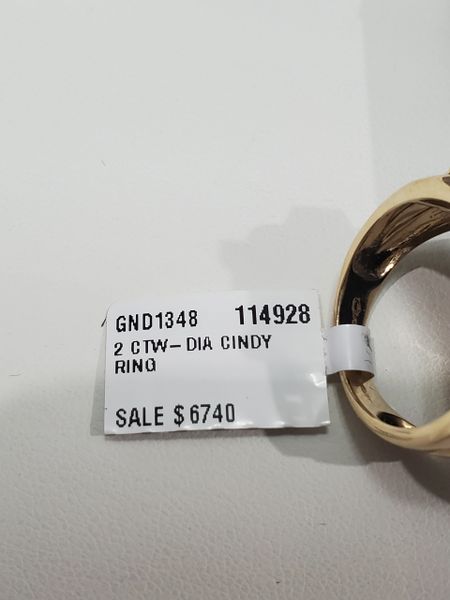 GND1348 114928
2 CTW-DIA CINDY
RING
SALE $6740